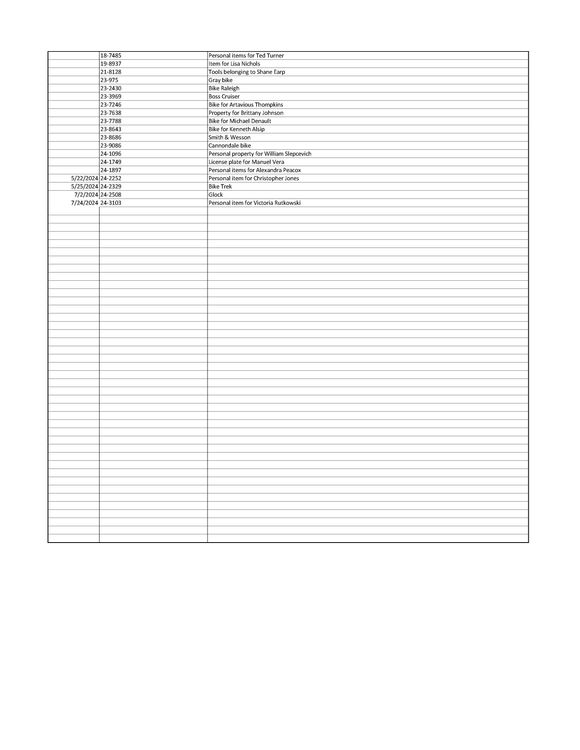 18-7485 Personal items for Ted Turner
19-8937 Item for Lisa Nichols
21-8128 Tools belonging to Shane Earp
23-975 Gray bike
23-2430 Bike Raleigh
23-3969 Boss Cruiser
23-7246 Bike for Artavious Thompkins
23-7638 Property for Brittany Johnson
23-7788 Bike for Michael Denault
23-8643 Bike for Kenneth Alsip
23-8686 Smith & Wesson
23-9086 Cannondale bike
24-1096 Personal property for William Slepcevich
24-1749 License plate for Manuel Vera
24-1897 Personal items for Alexandra Peacox
5/22/2024 24-2252 Personal item for Christopher Jones
5/25/2024 24-2329 Bike Trek
7/2/2024 24-2508 Glock
7/24/2024 24-3103 Personal item for Victoria Rutkowski